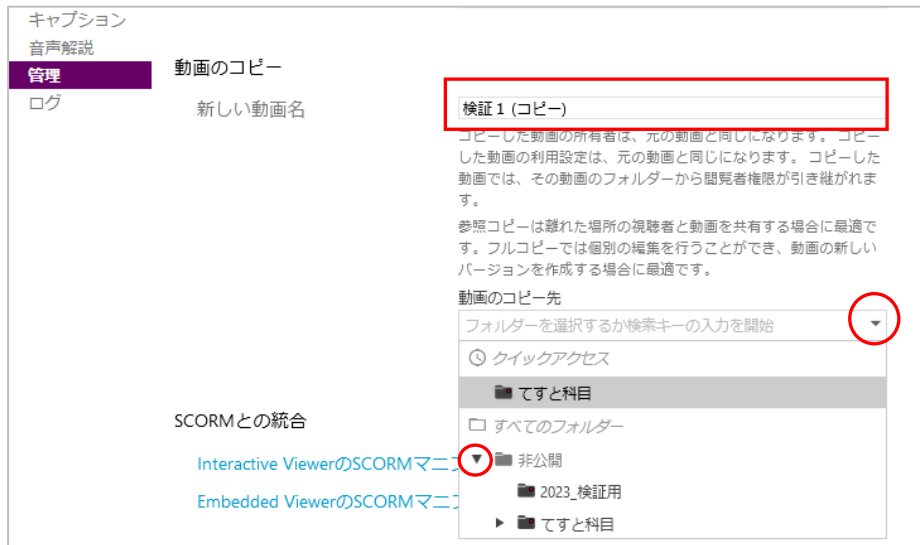 キャプション
音声解説
管理
ログ
動画のコピー
新しい動画名
検証１(コピー)
コピーした動画の所有者は、元の動画と同じになります。 コピー
した動画の利用設定は、元の動画と同じになります。 コピーした
動画では、その動画のフォルダーから閲覧者権限が引き継がれま
す。
参照コピーは離れた場所の視聴者と動画を共有する場合に最適で
す。フルコピーでは個別の編集を行うことができ、動画の新しい
バージョンを作成する場合に最適です。
動画のコピー先
フォルダーを選択するか検索キーの入力を開始
クイックアクセス
てすと科目
すべてのフォルダー
非公開
2023_検証用
てすと科目
SCORMとの統合
Interactive ViewerのSCORMマニフ
Embedded ViewerのSCORMマニフ